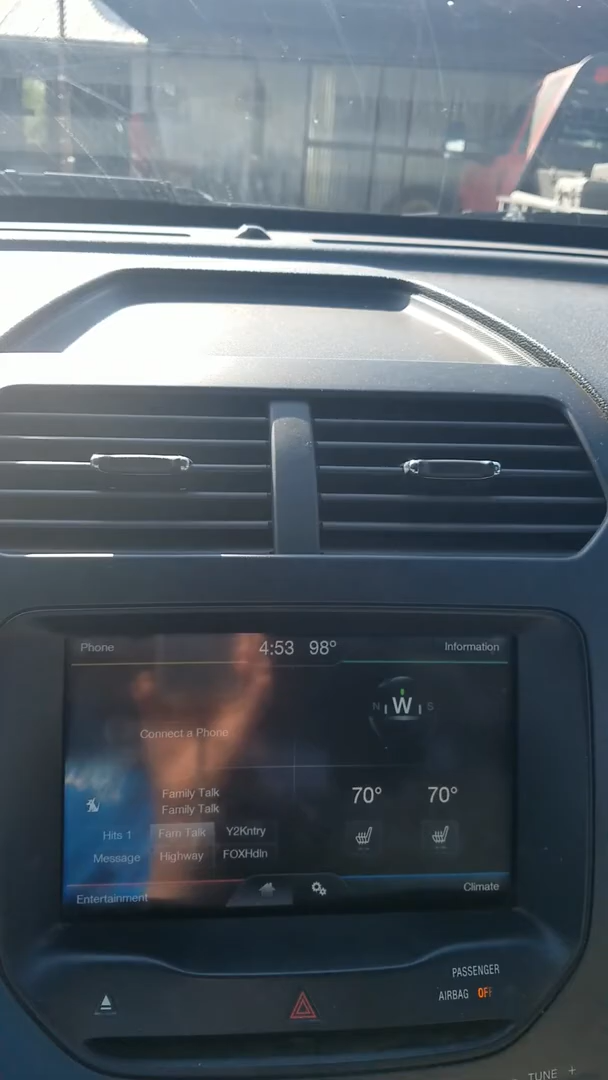 Phone
4:53 98°
Information
N W S
Connect a Phone
Family Talk
Family Talk
70° 70°
Hits 1 Fam Talk Y2Kntry
Message Highway FOXHdln
Entertainment
Climate
PASSENGER
AIRBAG OFF
TUNE +